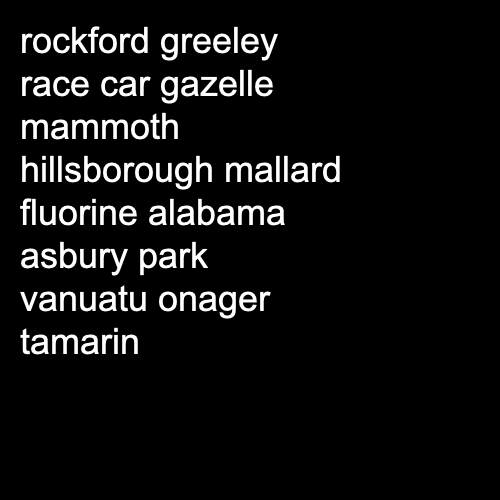 rockford greeley
race car gazelle
mammoth
hillsborough mallard
fluorine alabama
asbury park
vanuatu onager
tamarin